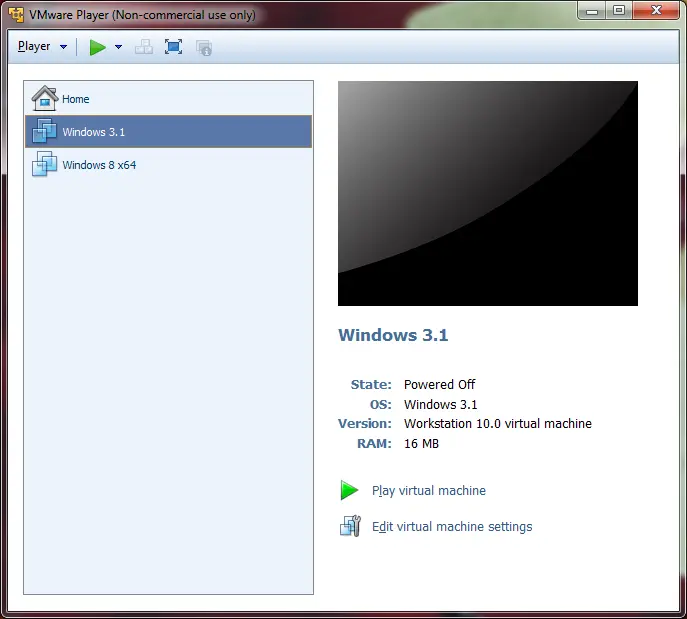 VMware Player (Non-commercial use only)
Player
Home
Windows 3.1
Windows 8 x64
Windows 3.1
State: Powered Off
OS: Windows 3.1
Version: Workstation 10.0 virtual machine
RAM: 16 MB
Play virtual machine
Edit virtual machine settings